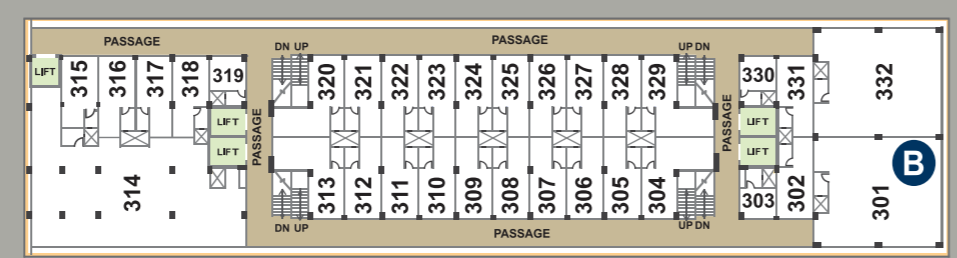 PASSAGE PASSAGE
DN UP UP DN
LIFT 315 316 317 318 319 320 321 322 323 324 325 326 327 328 329 330 331 332
LIFT LIFT
PASSAGE PASSAGE
LIFT LIFT
B
314 313 312 311 310 309 308 307 306 305 304 303 302 301
DN UP UP DN
PASSAGE